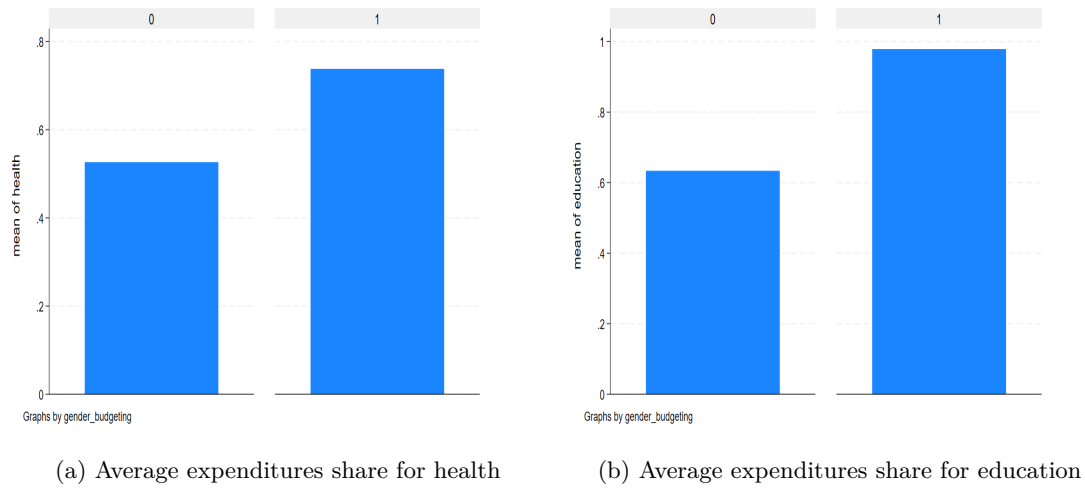 0
1
.8
.6
.4
.2
0
mean of health
Graphs by gender_budgeting
(a) Average expenditures share for health
0
1
1
.8
.6
.4
.2
0
mean of education
Graphs by gender_budgeting
(b) Average expenditures share for education